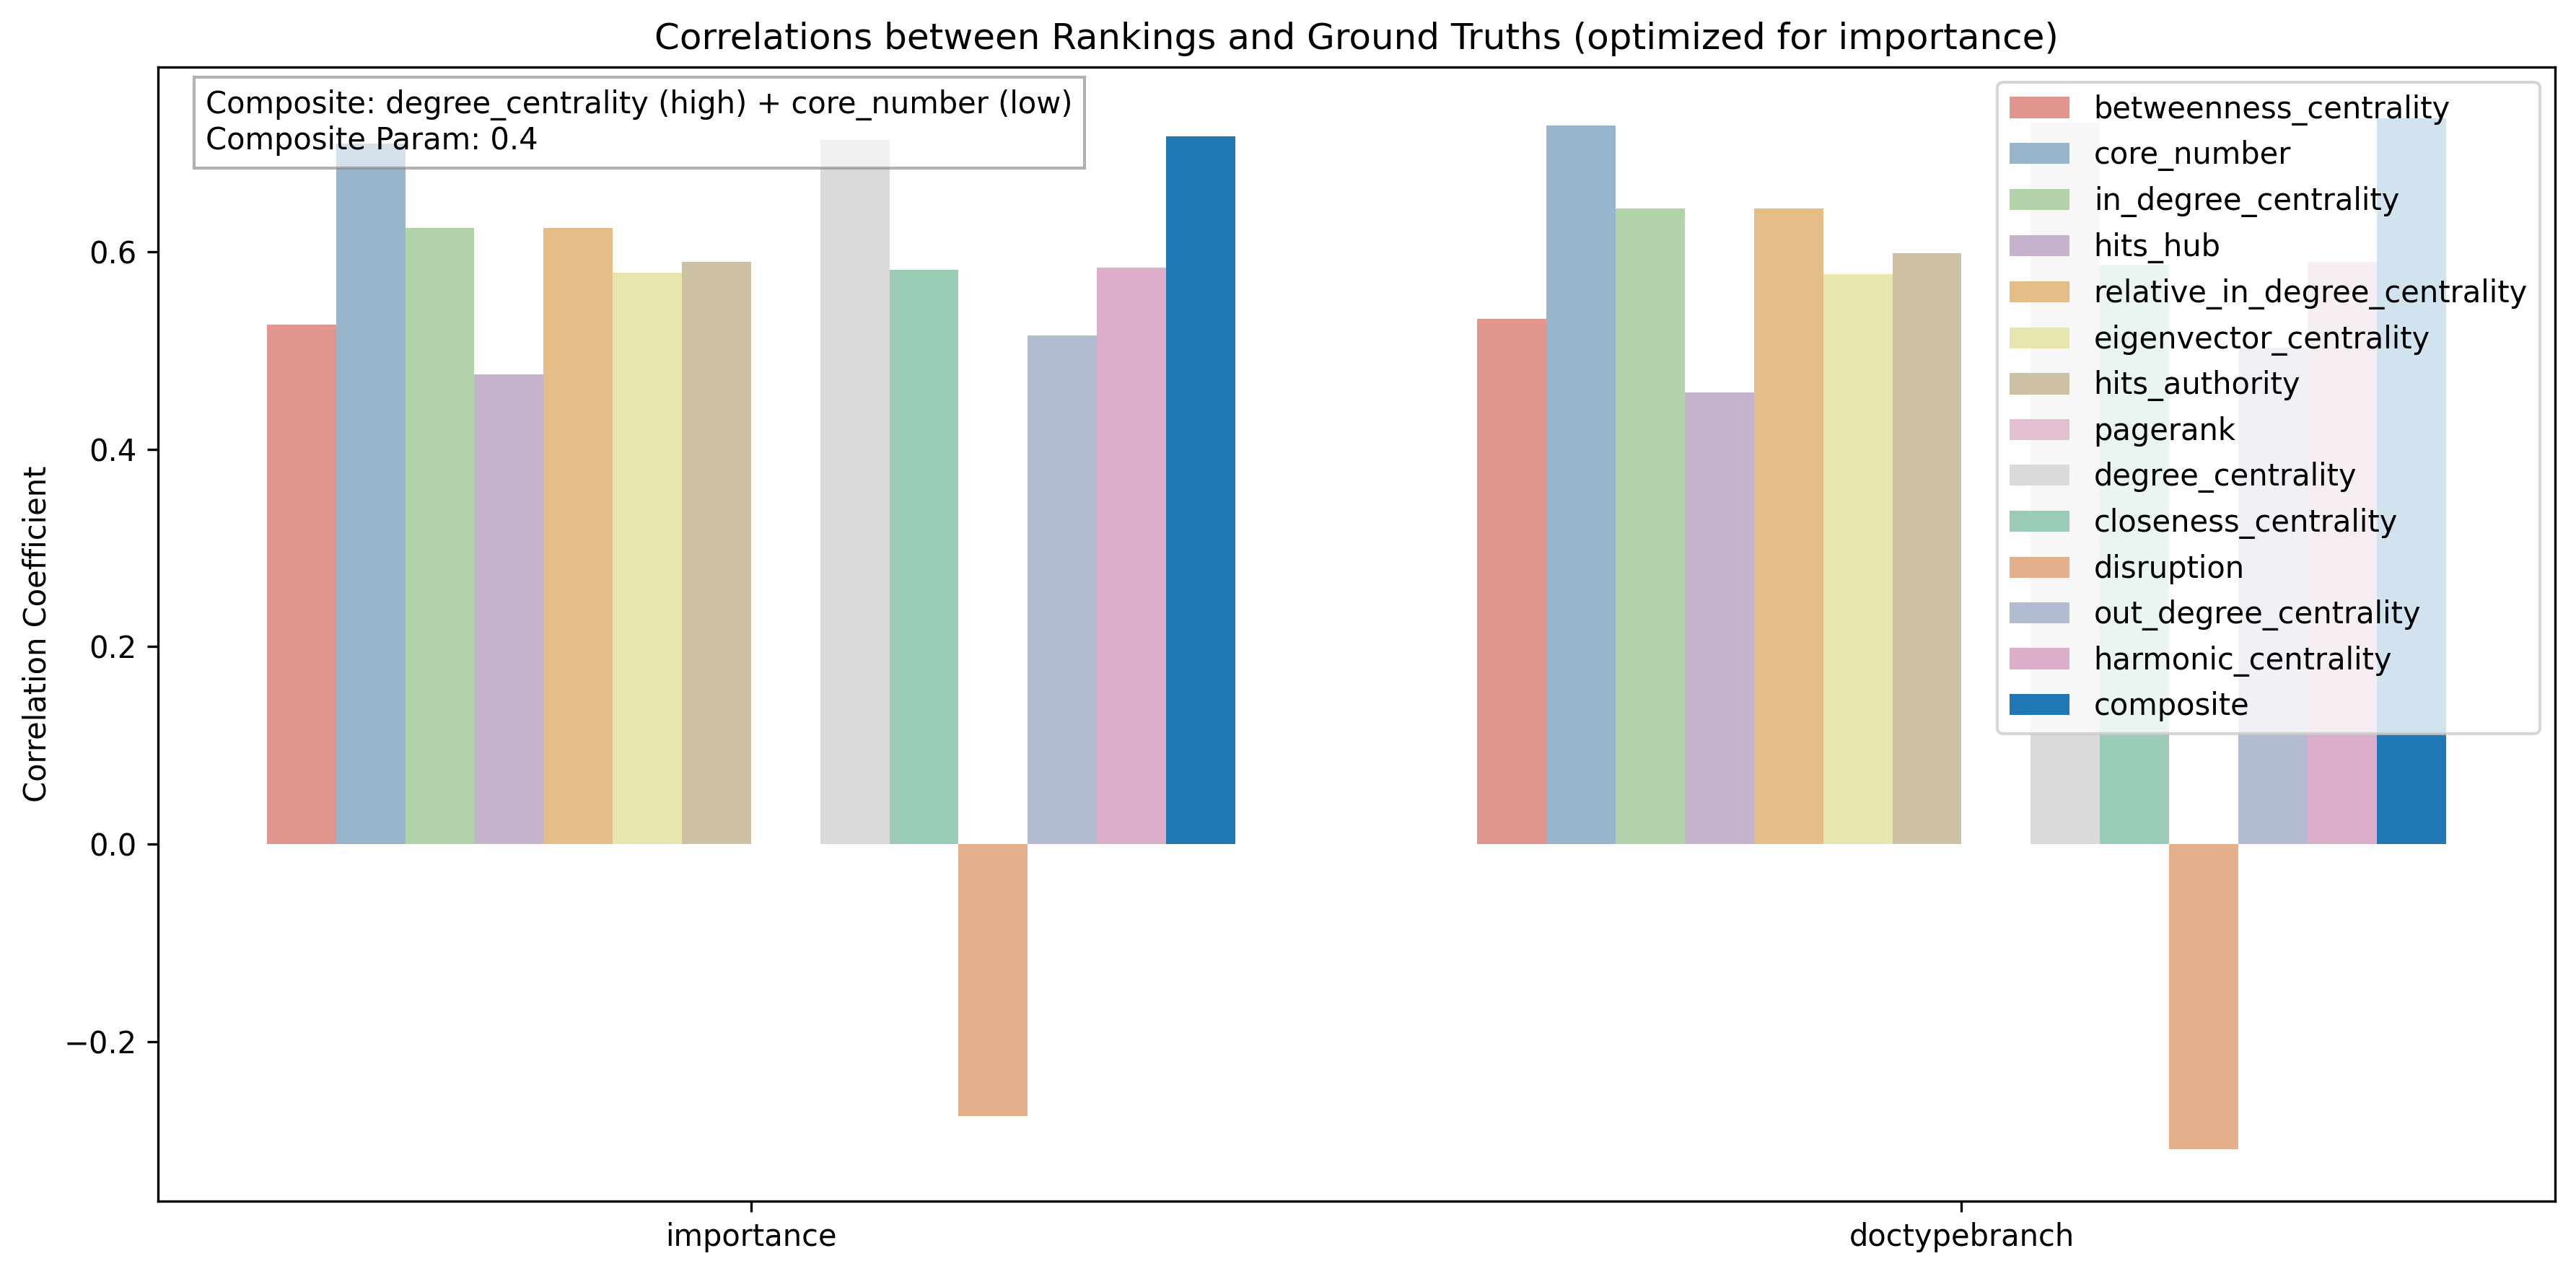 Correlations between Rankings and Ground Truths (optimized for importance)
Composite: degree_centrality (high) + core_number (low)
Composite Param: 0.4
betweenness_centrality
core_number
in_degree_centrality
hits_hub
relative_in_degree_centrality
eigenvector_centrality
hits_authority
pagerank
degree_centrality
closeness_centrality
disruption
out_degree_centrality
harmonic_centrality
composite
Correlation Coefficient
0.6
0.4
0.2
0.0
−0.2
importance
doctypebranch